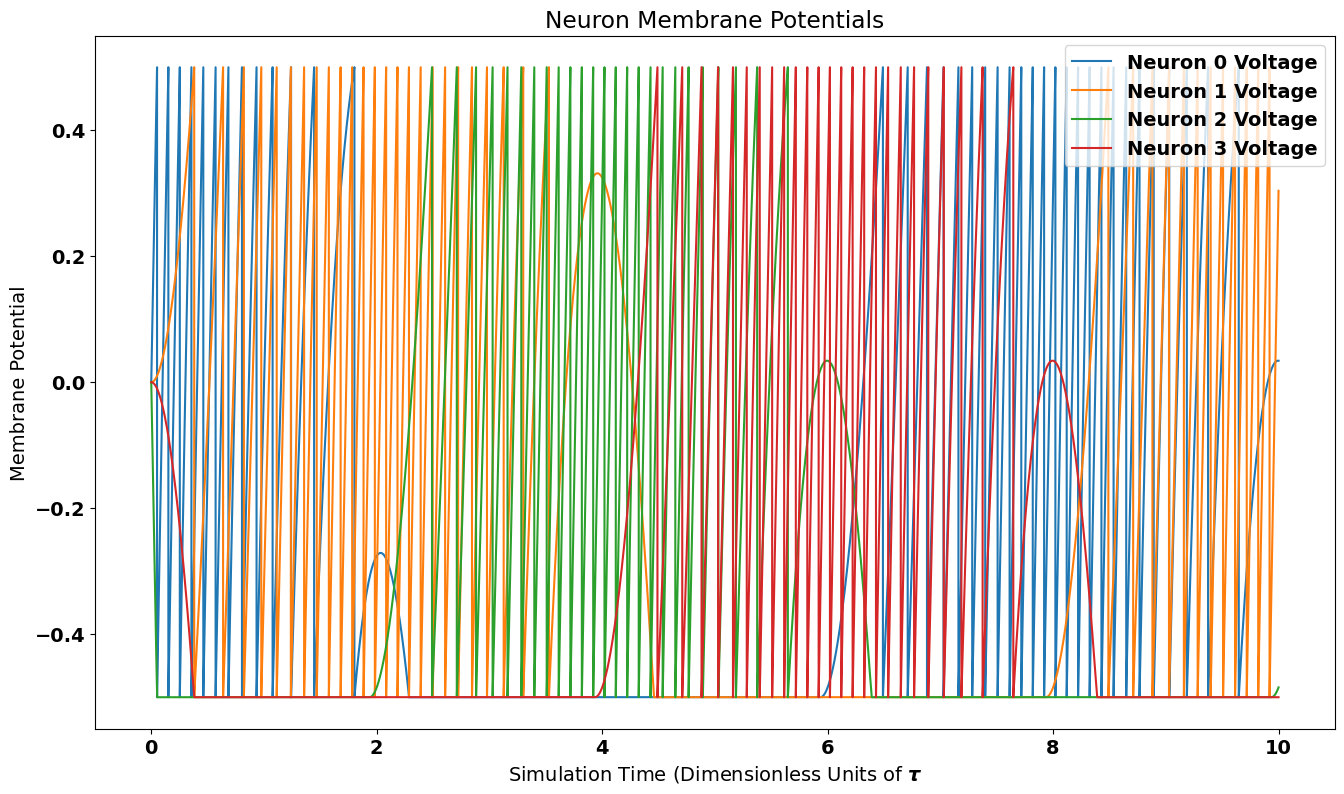 Neuron Membrane Potentials
Neuron 0 Voltage
Neuron 1 Voltage
Neuron 2 Voltage
Neuron 3 Voltage
0.4
0.2
0.0
−0.2
−0.4
Membrane Potential
0 2 4 6 8 10
Simulation Time (Dimensionless Units of τ